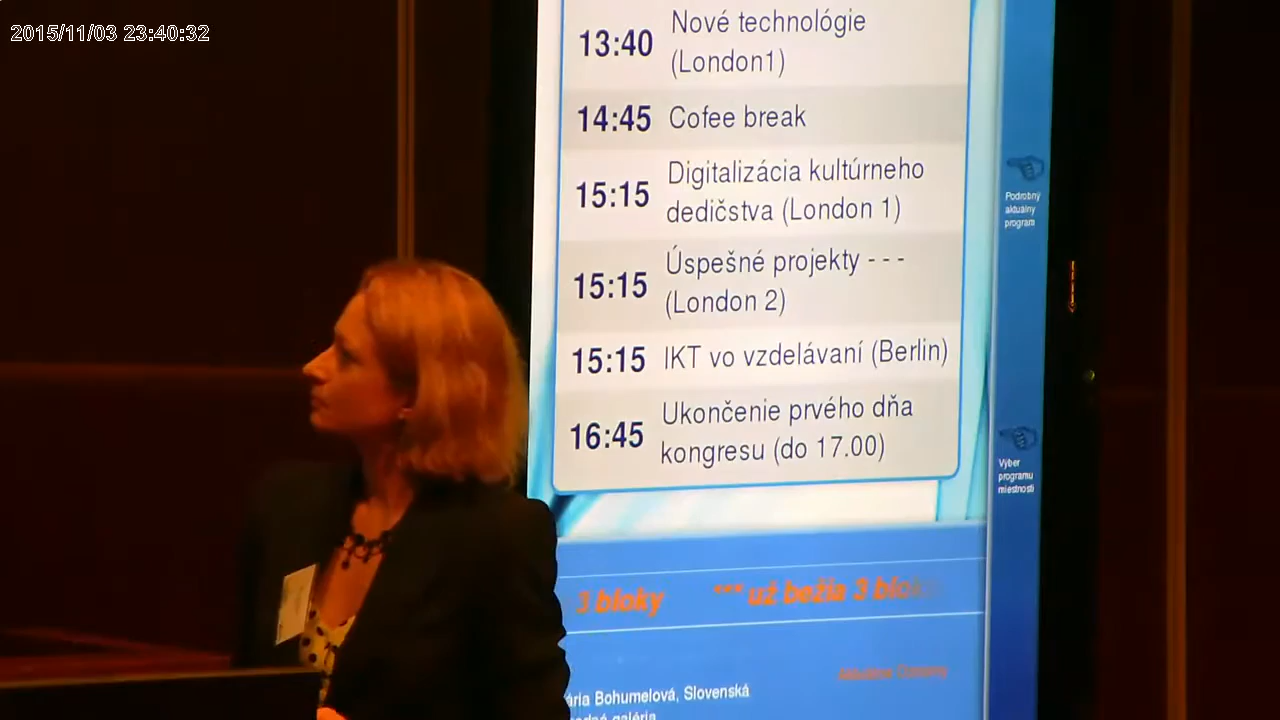 2015/11/03 23:40:32
13:40 Nové technológie
(London1)
14:45 Cofee break
15:15 Digitalizácia kultúrneho
dedičstva (London 1)
15:15 Úspešné projekty - - -
(London 2)
15:15 IKT vo vzdelávaní (Berlin)
16:45 Ukončenie prvého dňa
kongresu (do 17.00)
Podrobný
aktuálny
program
Výber
programu
miestnosti
3 bloky *** už bežia 3
ária Bohumelová, Slovenská
galéria